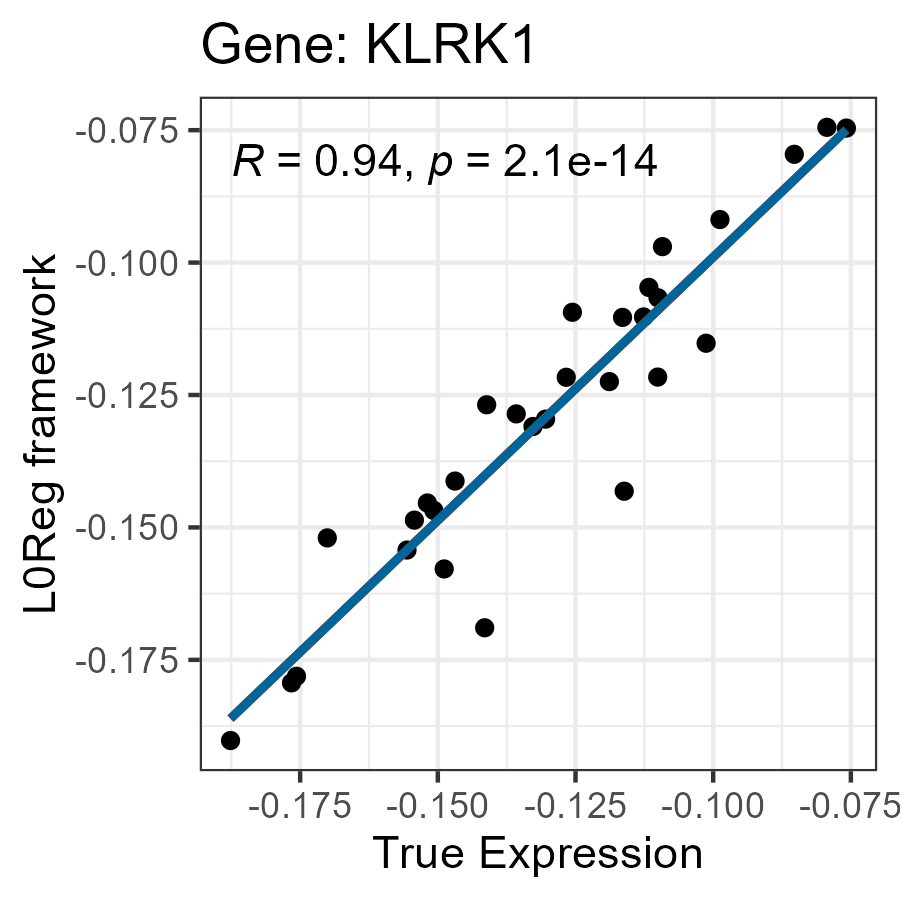 Gene: KLRK1
R = 0.94, p = 2.1e-14
L0Reg framework
-0.075
-0.100
-0.125
-0.150
-0.175
-0.175 -0.150 -0.125 -0.100 -0.075
True Expression